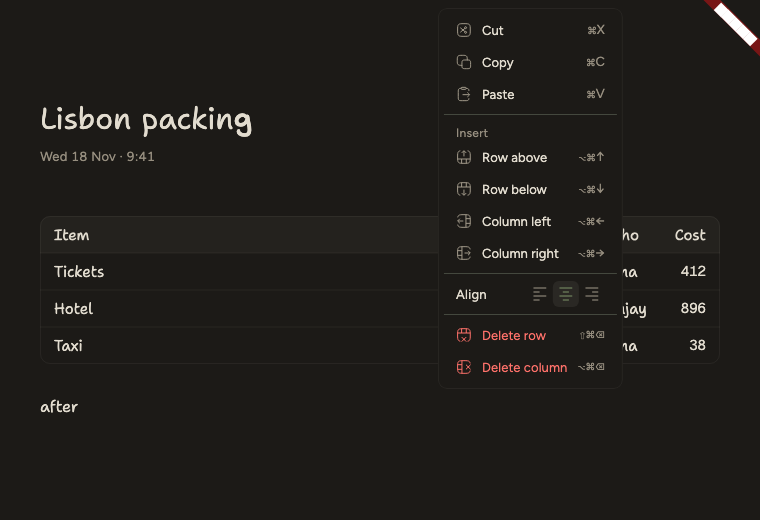 Lisbon packing
Wed 18 Nov · 9:41
Item Cost
Tickets 412
Hotel 896
Taxi 38
after
Cut ⌘X
Copy ⌘C
Paste ⌘V
Insert
Row above ⌥⌘↑
Row below ⌥⌘↓
Column left ⌥⌘←
Column right ⌥⌘→
Align
Delete row ⇧⌘⌫
Delete column ⌥⌘⌫